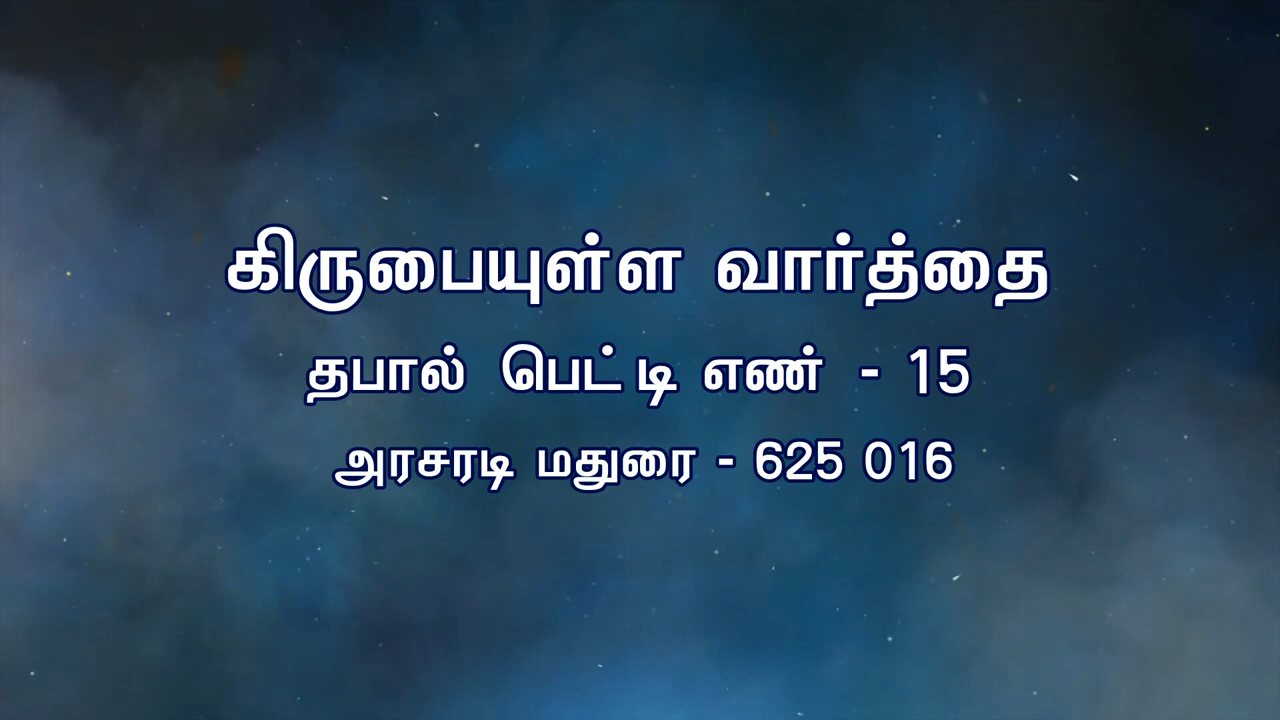 கிருபையுள்ள வார்த்தை
தபால் பெட்டி எண் - 15
அரசரடி மதுரை - 625 016